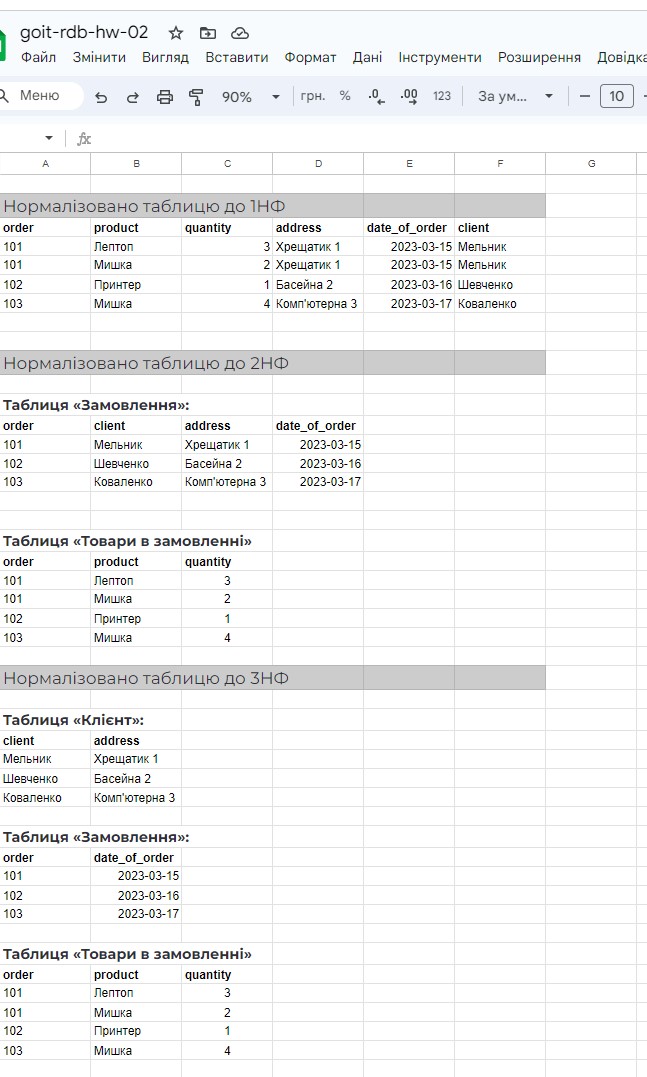 goit-rdb-hw-02
Файл Змінити Вигляд Вставити Формат Дані Інструменти Розширення Довідка
Меню 90% грн. % .0 .00 123 За ум... 10
fx
A B C D E F G
Нормалізовано таблицю до 1НФ
order product quantity address date_of_order client
101 Лептоп 3 Хрещатик 1 2023-03-15 Мельник
101 Мишка 2 Хрещатик 1 2023-03-15 Мельник
102 Принтер 1 Басейна 2 2023-03-16 Шевченко
103 Мишка 4 Комп'ютерна 3 2023-03-17 Коваленко
Нормалізовано таблицю до 2НФ
Таблиця «Замовлення»:
order client address date_of_order
101 Мельник Хрещатик 1 2023-03-15
102 Шевченко Басейна 2 2023-03-16
103 Коваленко Комп'ютерна 3 2023-03-17
Таблиця «Товари в замовленні»
order product quantity
101 Лептоп 3
101 Мишка 2
102 Принтер 1
103 Мишка 4
Нормалізовано таблицю до 3НФ
Таблиця «Клієнт»:
client address
Мельник Хрещатик 1
Шевченко Басейна 2
Коваленко Комп'ютерна 3
Таблиця «Замовлення»:
order date_of_order
101 2023-03-15
102 2023-03-16
103 2023-03-17
Таблиця «Товари в замовленні»
order product quantity
101 Лептоп 3
101 Мишка 2
102 Принтер 1
103 Мишка 4